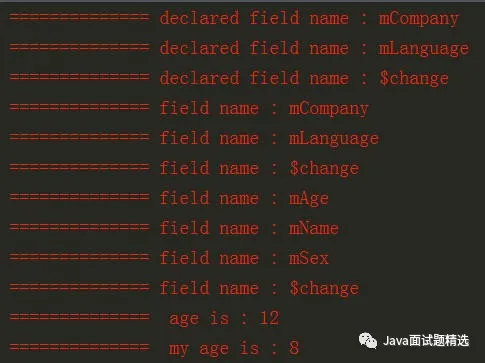 ============== declared field name : mCompany
============== declared field name : mLanguage
============== declared field name : $change
============== field name : mCompany
============== field name : mLanguage
============== field name : $change
============== field name : mAge
============== field name : mName
============== field name : mSex
============== field name : $change
==============  age is : 12
==============  my age is : 8
Java面试题精选